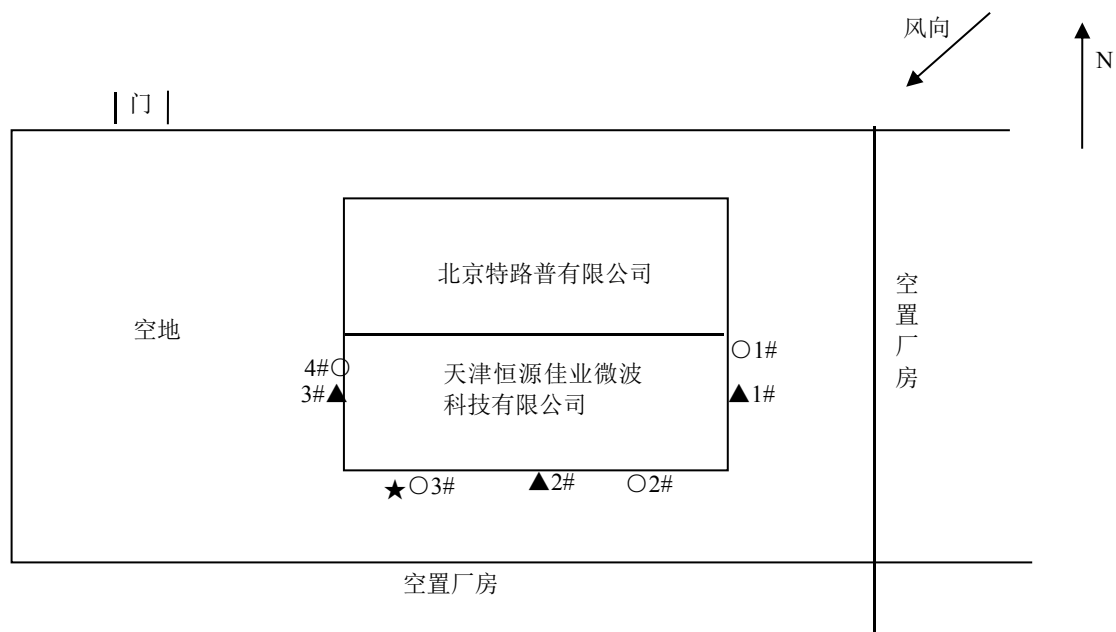 风向
N
门
北京特路普有限公司
空置厂房
空地
○1#
4#○
天津恒源佳业微波
科技有限公司
3#▲
▲1#
★○3#
▲2#
○2#
空置厂房